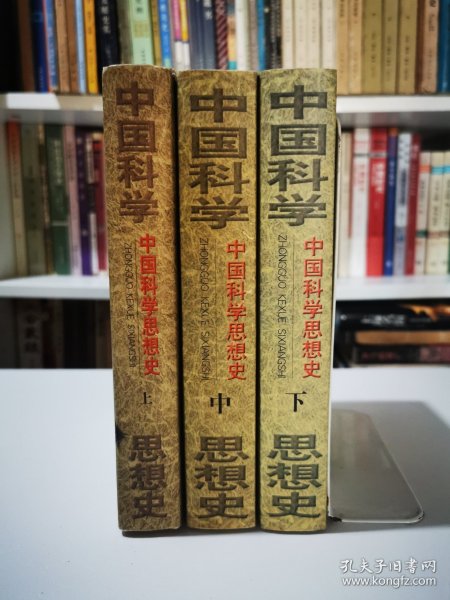 中国科学
中国科学思想史
ZHONGGUO KEXUE SIXIANGSHI
上
思想史
中国科学
中国科学思想史
ZHONGGUO KEXUE SIXIANGSHI
中
思想史
中国科学
中国科学思想史
ZHONGGUO KEXUE SIXIANGSHI
下
思想史
孔夫子旧书网
www.kongfz.com